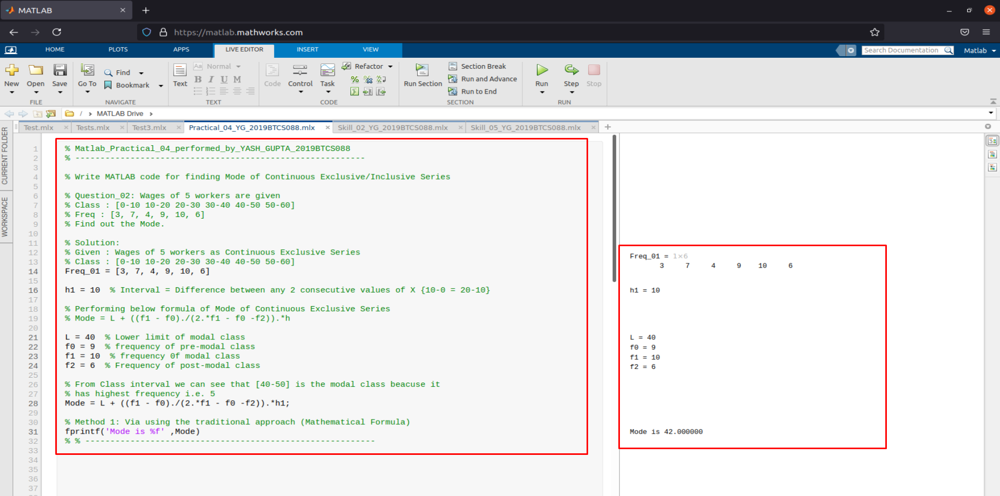 MATLAB
https://matlab.mathworks.com
HOME PLOTS APPS LIVE EDITOR INSERT VIEW
Search Documentation Matlab
New Open Save
FILE
Go To Find Bookmark
NAVIGATE
Text Aa Normal
B I U M
TEXT
Code Control Task Refactor
CODE
Run Section Section Break
Run and Advance
Run to End
SECTION
Run Step Stop
RUN
/ › MATLAB Drive ›
CURRENT FOLDER
WORKSPACE
Test.mlx Tests.mlx Test3.mlx Practical_04_YG_2019BTCS088.mlx Skill_02_YG_2019BTCS088.mlx Skill_05_YG_2019BTCS088.mlx
1 % Matlab_Practical_04_performed_by_YASH_GUPTA_2019BTCS088
2 % ----------------------------------------------------------
3
4 % Write MATLAB code for finding Mode of Continuous Exclusive/Inclusive Series
5
6 % Question_02: Wages of 5 workers are given
7 % Class : [0-10 10-20 20-30 30-40 40-50 50-60]
8 % Freq : [3, 7, 4, 9, 10, 6]
9 % Find out the Mode.
10
11 % Solution:
12 % Given : Wages of 5 workers as Continuous Exclusive Series
13 % Class : [0-10 10-20 20-30 30-40 40-50 50-60]
14 Freq_01 = [3, 7, 4, 9, 10, 6]
15
16 h1 = 10  % Interval = Difference between any 2 consecutive values of X {10-0 = 20-10}
17
18 % Performing below formula of Mode of Continuous Exclusive Series
19 % Mode = L + ((f1 - f0)./(2.*f1 - f0 -f2)).*h
20
21 L = 40  % Lower limit of modal class
22 f0 = 9  % frequency of pre-modal class
23 f1 = 10  % frequency 0f modal class
24 f2 = 6  % Frequency of post-modal class
25
26 % From Class interval we can see that [40-50] is the modal class beacuse it
27 % has highest frequency i.e. 5
28 Mode = L + ((f1 - f0)./(2.*f1 - f0 -f2)).*h1;
29
30 % Method 1: Via using the traditional approach (Mathematical Formula)
31 fprintf('Mode is %f' ,Mode)
32 % % ----------------------------------------------------------
33
34
35
36
37
Freq_01 = 1×6
3 7 4 9 10 6
h1 = 10
L = 40
f0 = 9
f1 = 10
f2 = 6
Mode is 42.000000